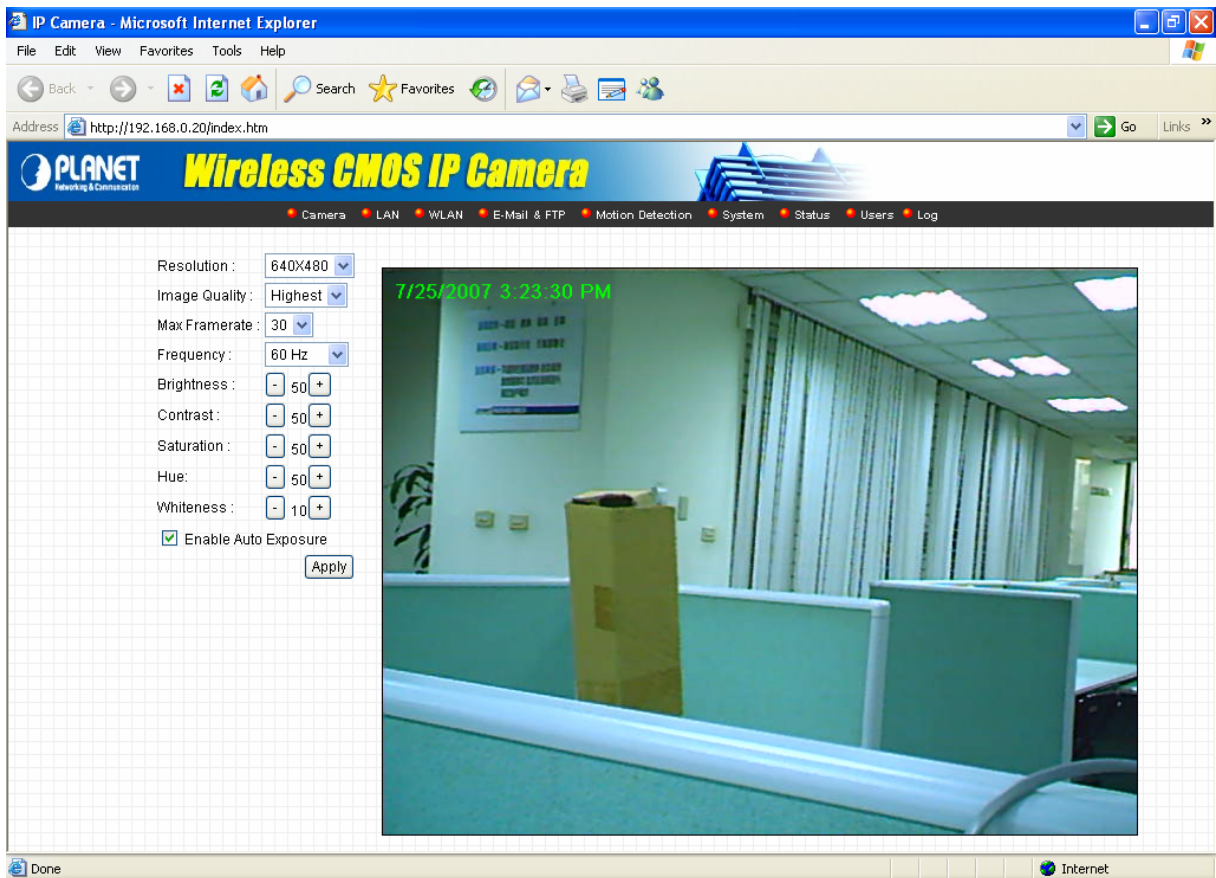 IP Camera - Microsoft Internet Explorer
File Edit View Favorites Tools Help
Back Search Favorites
Address http://192.168.0.20/index.htm Go Links »
PLANET
Networking & Communication
Wireless CMOS IP Camera
Camera LAN WLAN E-Mail & FTP Motion Detection System Status Users Log
Resolution : 640X480
Image Quality : Highest
Max Framerate : 30
Frequency : 60 Hz
Brightness : - 50 +
Contrast : - 50 +
Saturation : - 50 +
Hue: - 50 +
Whiteness : - 10 +
Enable Auto Exposure
Apply
7/25/2007 3:23:30 PM
Done Internet